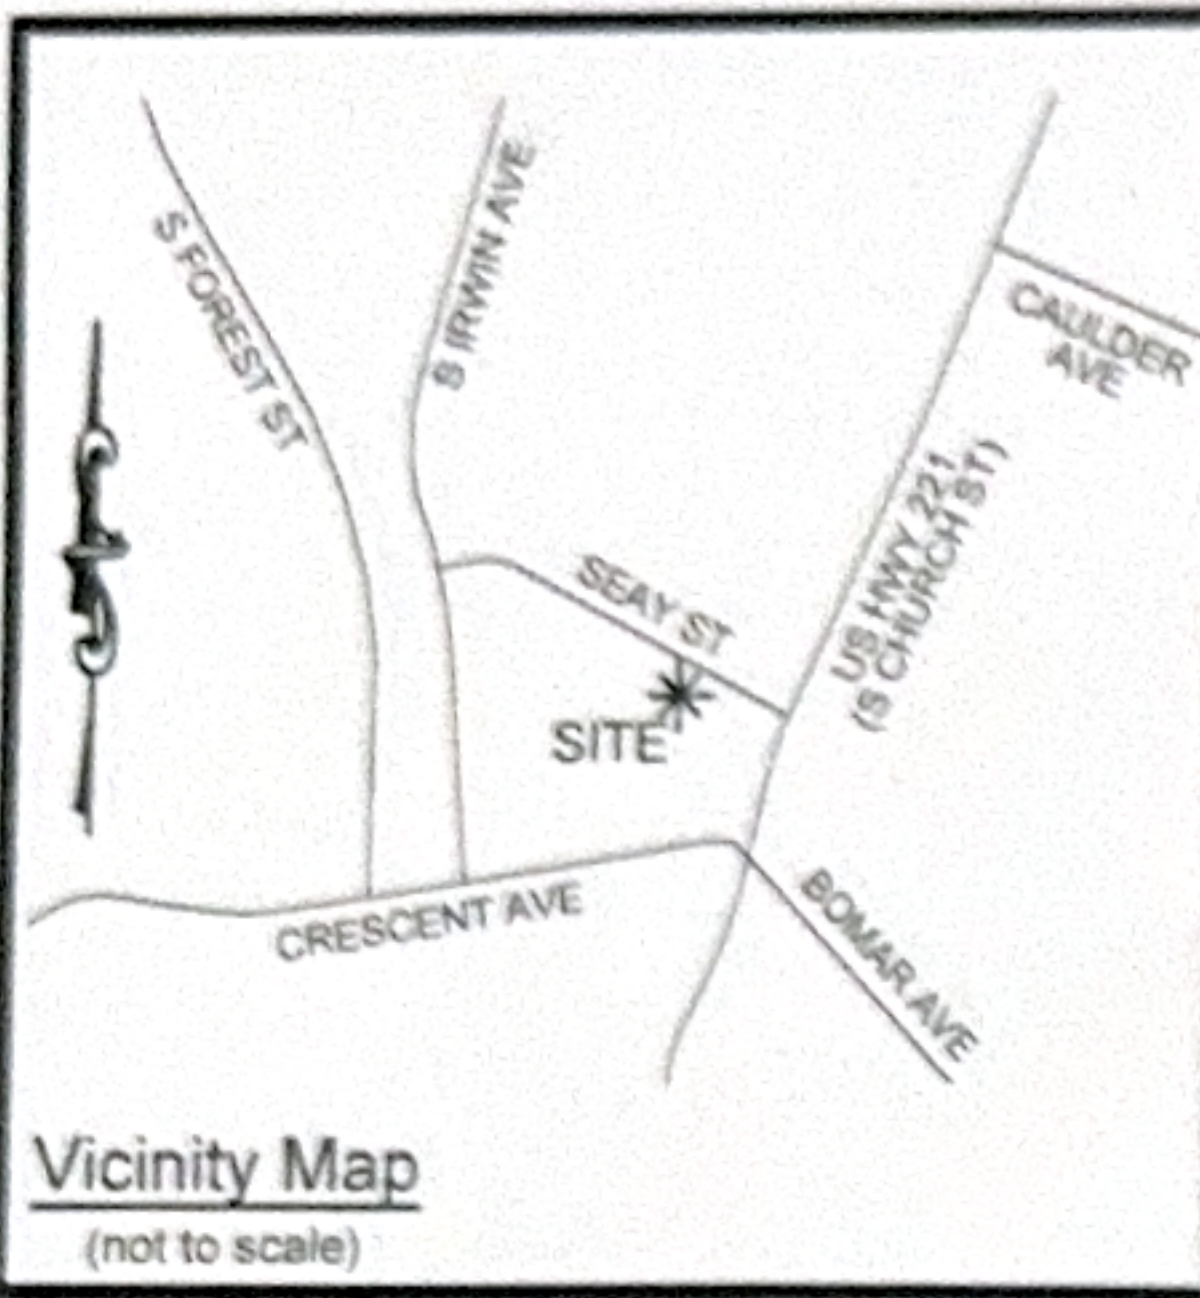 S FOREST ST
S IRWIN AVE
CAULDER
AVE
US HWY 221
(S CHURCH ST)
SEAY ST
SITE
CRESCENT AVE
BOMAR AVE
Vicinity Map
(not to scale)